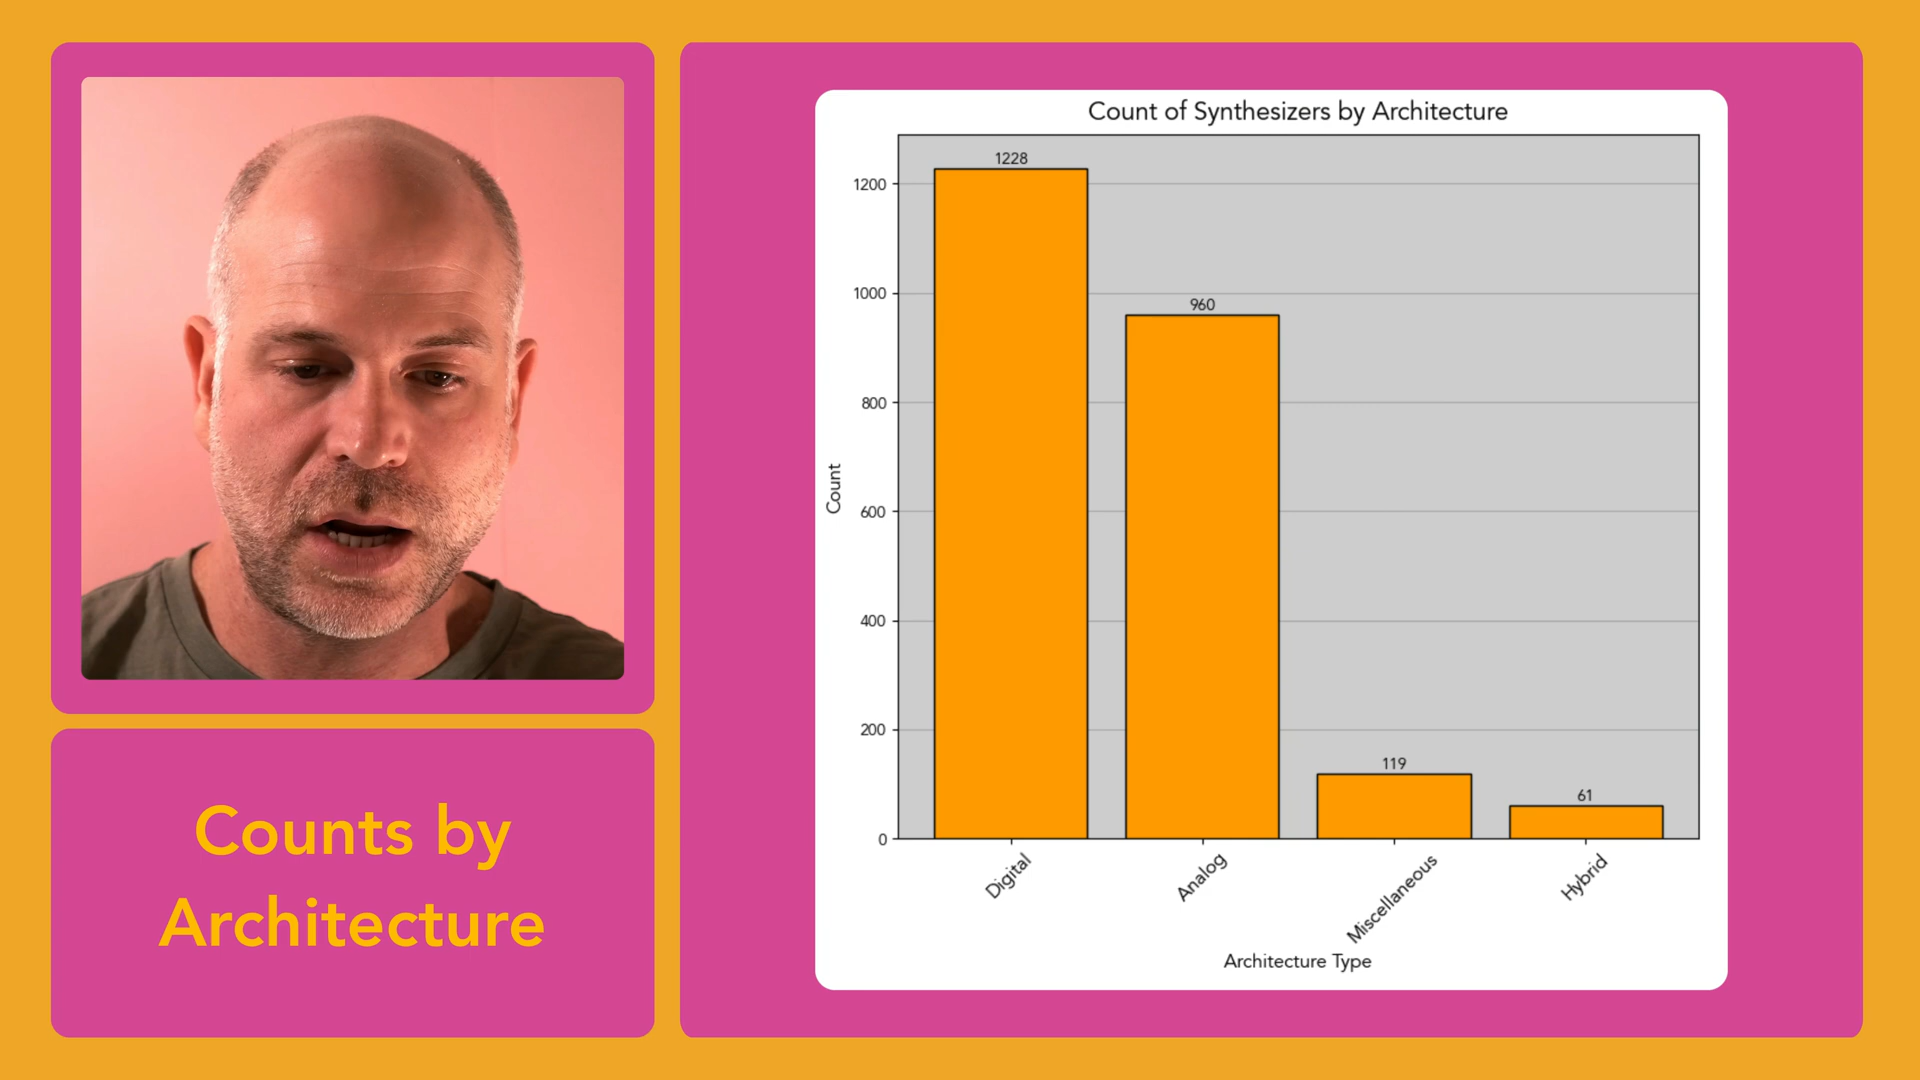 Counts by
Architecture
Count of Synthesizers by Architecture
1228
960
119
61
1200
1000
800
600
400
200
0
Count
Digital
Analog
Miscellaneous
Hybrid
Architecture Type